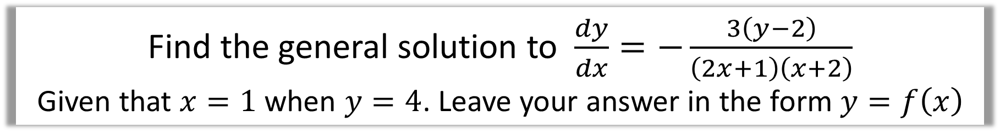 Find the general solution to dy/dx = − 3(y−2)/(2x+1)(x+2)
Given that x = 1 when y = 4. Leave your answer in the form y = f(x)